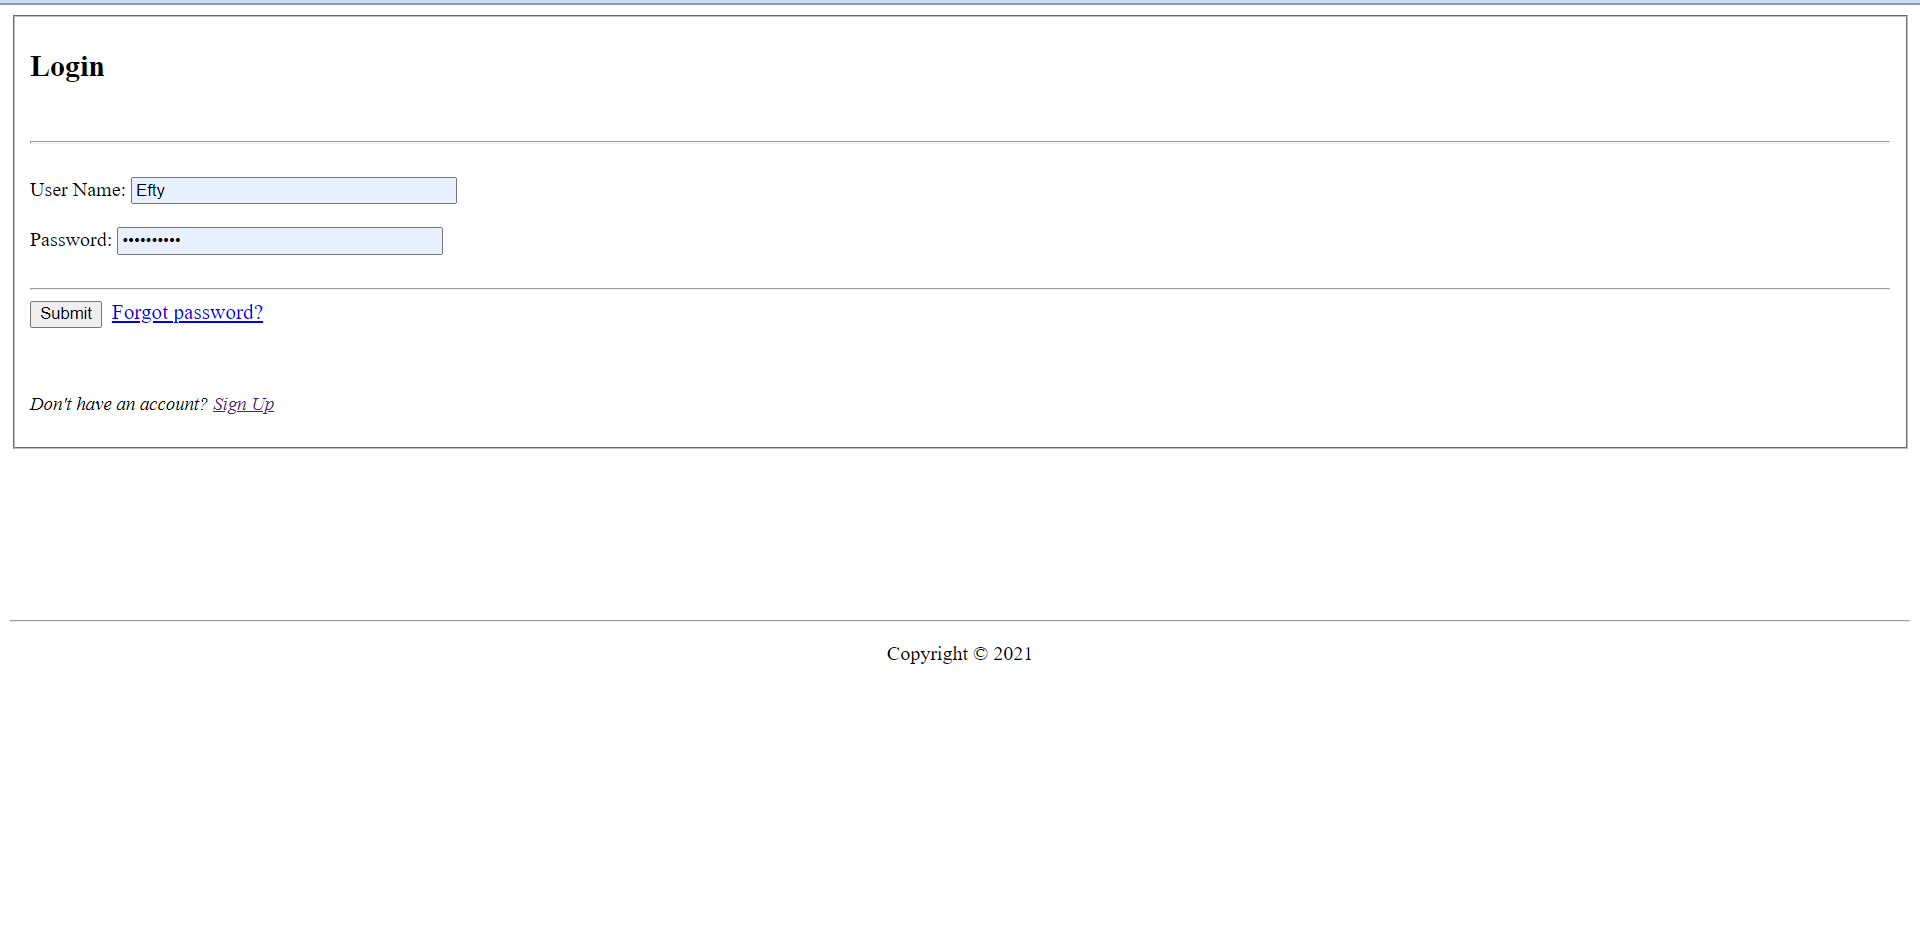 Login
User Name: Efty
Password: ••••••••••
Submit Forgot password?
Don't have an account? Sign Up
Copyright © 2021